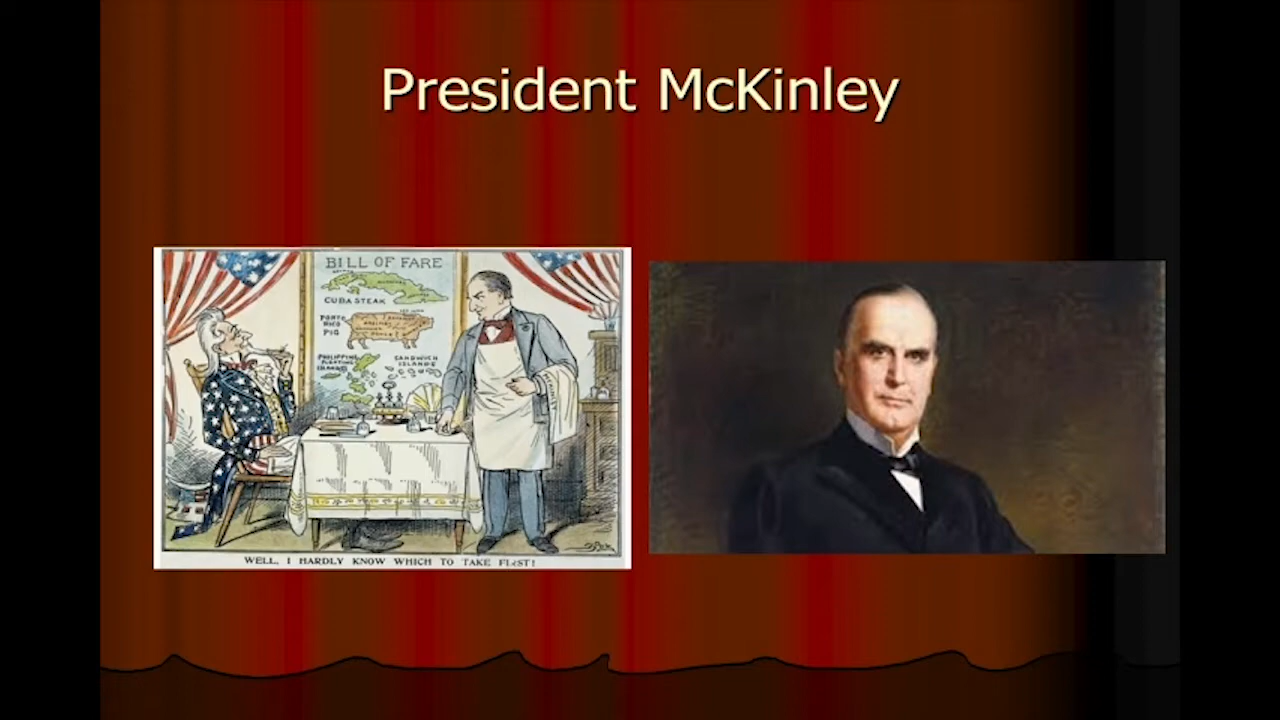 President McKinley
BILL OF FARE
CUBA STEAK
PORTO
RICO
PIG
PHILIPPINE
FLOATING
ISLANDS
SANDWICH
ISLANDS
WELL, I HARDLY KNOW WHICH TO TAKE FIRST!